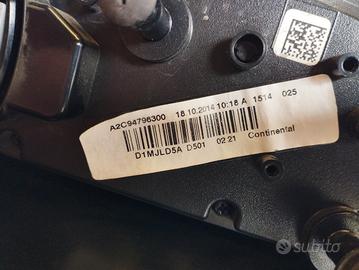 A2C94796300 18 10.2014 10:18 A 1514 025
D1MJLD5A D501 02 21 Continental
subito